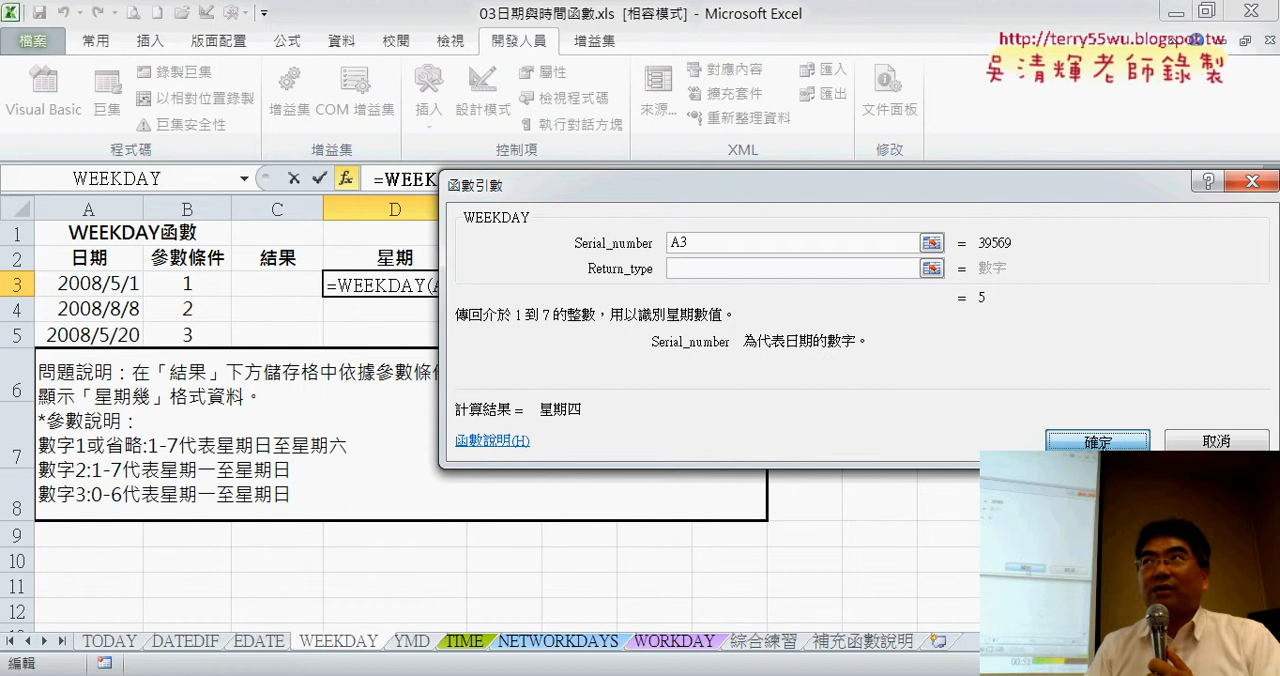 03日期與時間函數.xls [相容模式] - Microsoft Excel
檔案 常用 插入 版面配置 公式 資料 校閱 檢視 開發人員 增益集
http://terry55wu.blogspot.tw
吳清輝老師錄製
Visual Basic 巨集 錄製巨集 以相對位置錄製 巨集安全性
增益集 COM 增益集
插入 設計模式 屬性 檢視程式碼 執行對話方塊
來源... 對應內容 擴充套件 重新整理資料 匯入 匯出
文件面板
程式碼 增益集 控制項 XML 修改
WEEKDAY =WEEK
函數引數
WEEKDAY
Serial_number A3 = 39569
Return_type = 數字
= 5
傳回介於 1 到 7 的整數，用以識別星期數值。
Serial_number 為代表日期的數字。
計算結果 = 星期四
函數說明(H)
確定 取消
A B C D
1 WEEKDAY函數
2 日期 參數條件 結果 星期
3 2008/5/1 1 =WEEKDAY(A
4 2008/8/8 2
5 2008/5/20 3
6 問題說明：在「結果」下方儲存格中依據參數條件
顯示「星期幾」格式資料。
*參數說明：
7 數字1或省略:1-7代表星期日至星期六
數字2:1-7代表星期一至星期日
8 數字3:0-6代表星期一至星期日
9
10
11
12
TODAY DATEDIF EDATE WEEKDAY YMD TIME NETWORKDAYS WORKDAY 綜合練習 補充函數說明
編輯